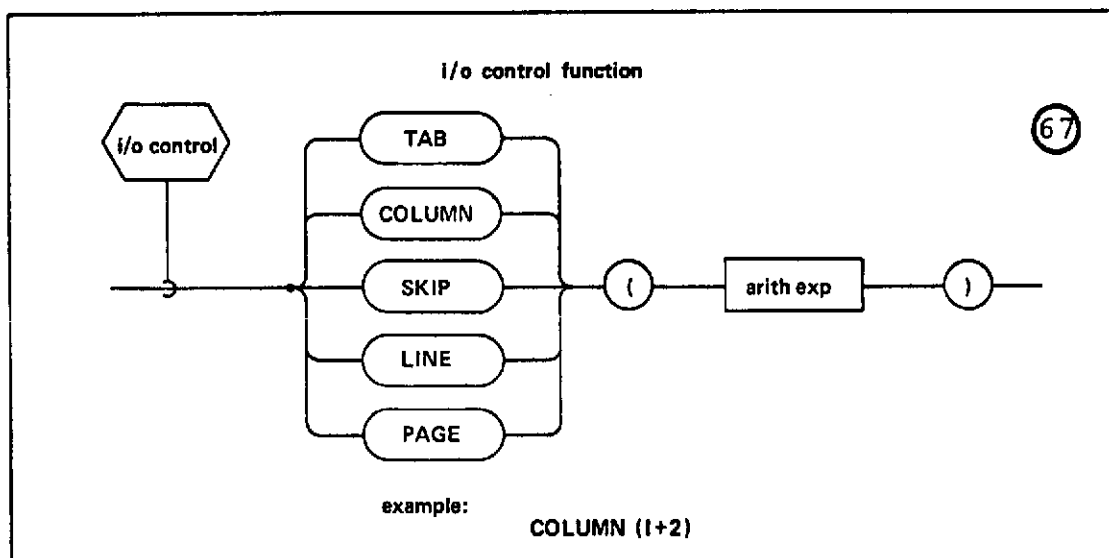 i/o control function
i/o control
67
TAB
COLUMN
SKIP
( arith exp )
LINE
PAGE
example:
COLUMN (I+2)